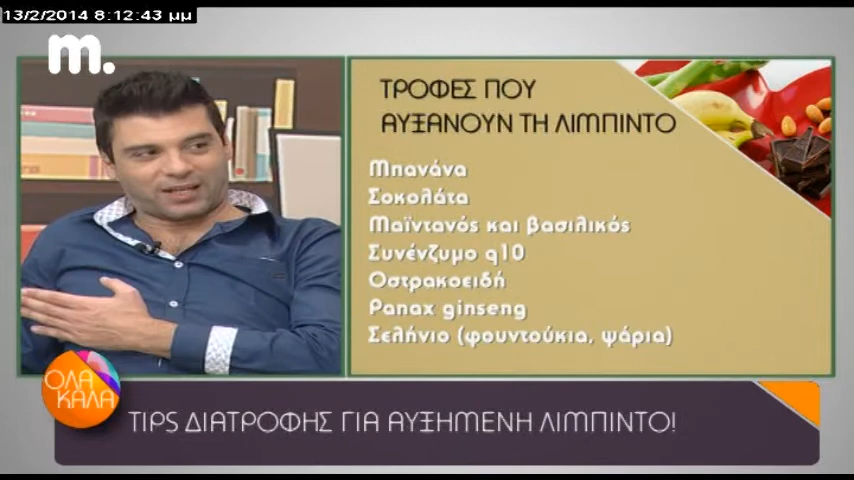 13/2/2014 8:12:43 μμ
m.
ΤΡΟΦΕΣ ΠΟΥ
ΑΥΞΑΝΟΥΝ ΤΗ ΛΙΜΠΙΝΤΟ
Μπανάνα
Σοκολάτα
Μαϊντανός και βασιλικός
Συνένζυμο q10
Οστρακοειδή
Panax ginseng
Σελήνιο (φουντούκια, ψάρια)
ΟΛΑ
ΚΑΛΑ
TIPS ΔΙΑΤΡΟΦΗΣ ΓΙΑ ΑΥΞΗΜΕΝΗ ΛΙΜΠΙΝΤΟ!